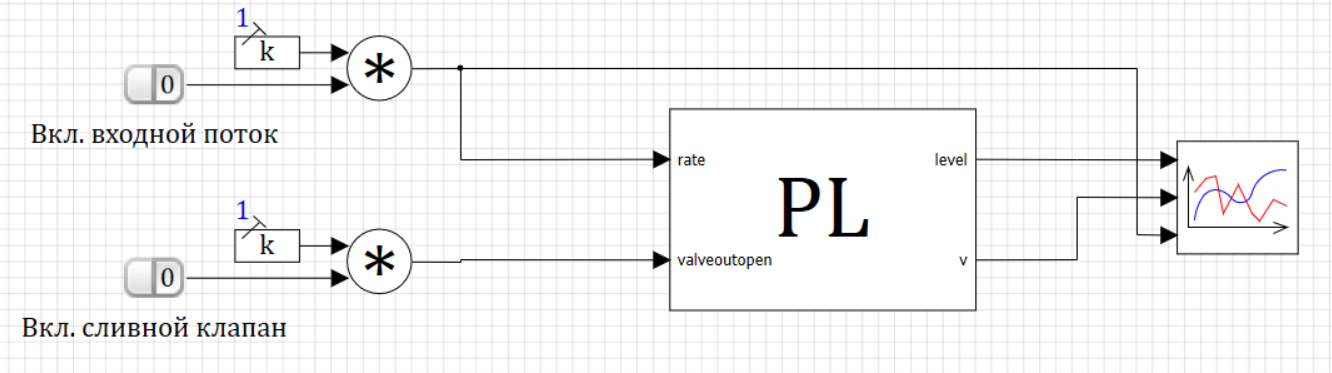 1
k
*
0
Вкл. входной поток
rate
level
PL
1
k
*
valveoutopen
v
0
Вкл. сливной клапан